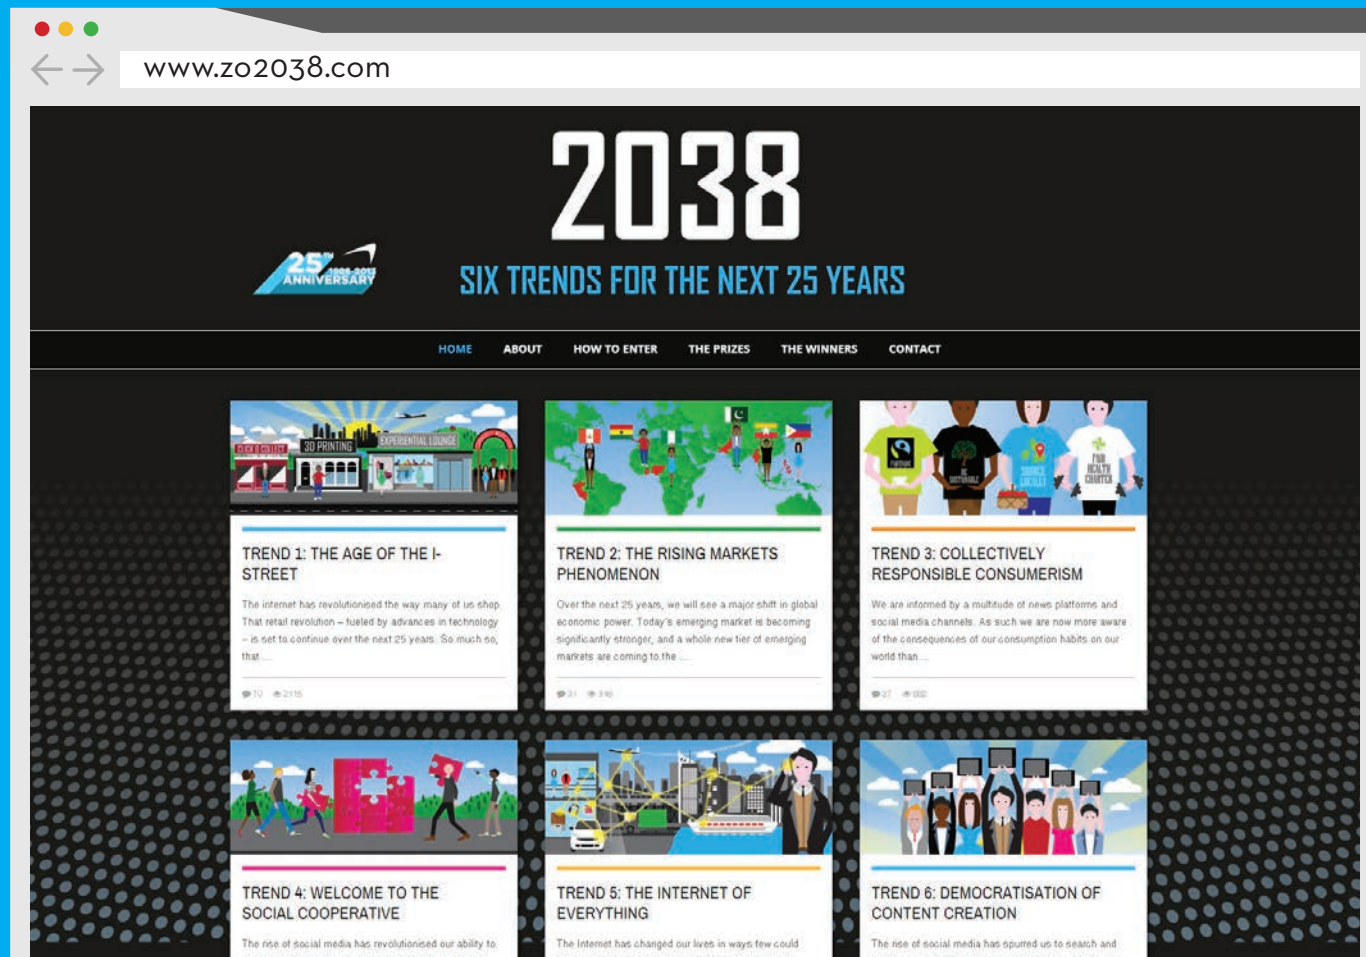 www.zo2038.com
2038
25TH
1988-2013
ANNIVERSARY
SIX TRENDS FOR THE NEXT 25 YEARS
HOME ABOUT HOW TO ENTER THE PRIZES THE WINNERS CONTACT
3D PRINTING
EXPERIENTIAL LOUNGE
BE
SUSTAINABLE
SOURCE
LOCALLY
FAIR
HEALTH
CHARTER
TREND 1: THE AGE OF THE I-
STREET
The internet has revolutionised the way many of us shop.
That retail revolution – fueled by advances in technology
– is set to continue over the next 25 years. So much so,
that ...
TREND 2: THE RISING MARKETS
PHENOMENON
Over the next 25 years, we will see a major shift in global
economic power. Today's emerging market is becoming
significantly stronger, and a whole new tier of emerging
markets are coming to the ...
TREND 3: COLLECTIVELY
RESPONSIBLE CONSUMERISM
We are informed by a multitude of news platforms and
social media channels. As such we are now more aware
of the consequences of our consumption habits on our
world than ...
TREND 4: WELCOME TO THE
SOCIAL COOPERATIVE
The rise of social media has revolutionised our ability to
TREND 5: THE INTERNET OF
EVERYTHING
The Internet has changed our lives in ways few could
TREND 6: DEMOCRATISATION OF
CONTENT CREATION
The rise of social media has spurred us to search and